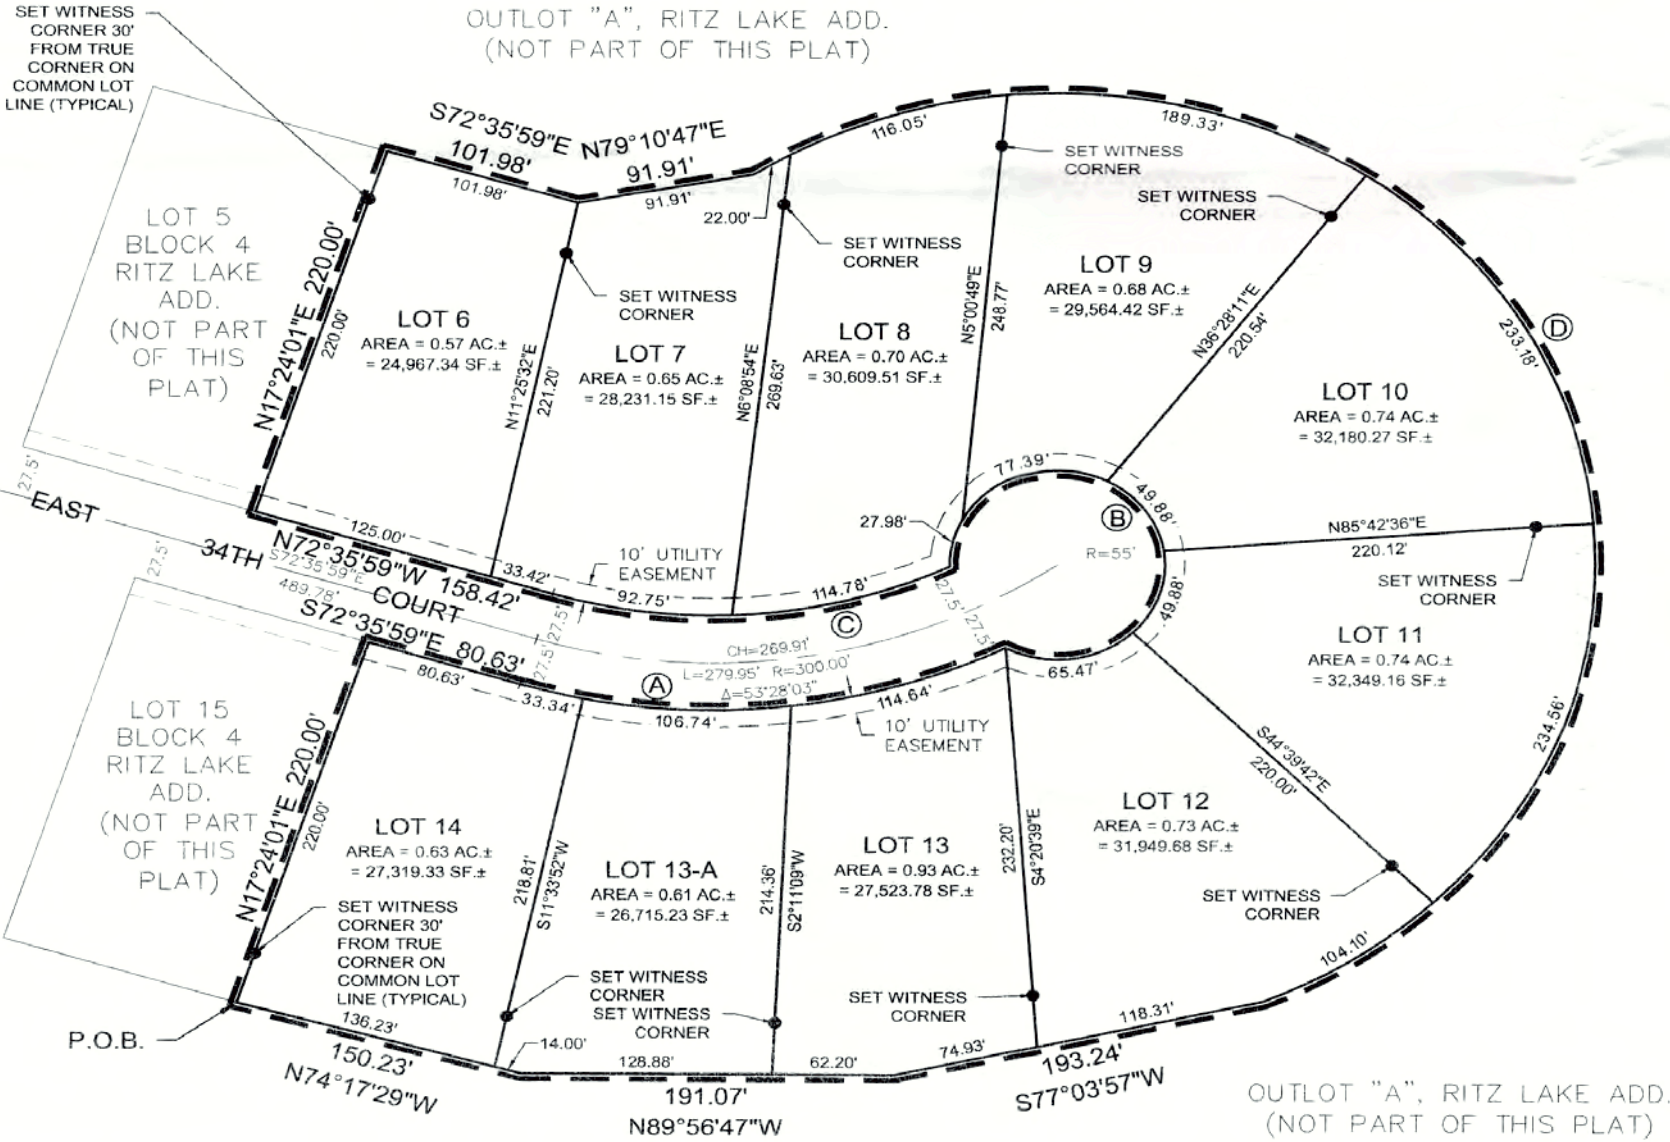 SET WITNESS
CORNER 30'
FROM TRUE
CORNER ON
COMMON LOT
LINE (TYPICAL)
OUTLOT "A", RITZ LAKE ADD.
(NOT PART OF THIS PLAT)
S72°35'59"E
101.98'
101.98'
N79°10'47"E
91.91'
91.91'
22.00'
116.05'
189.33'
SET WITNESS
CORNER
SET WITNESS
CORNER
SET WITNESS
CORNER
SET WITNESS
CORNER
LOT 5
BLOCK 4
RITZ LAKE
ADD.
(NOT PART
OF THIS
PLAT)
N17°24'01"E 220.00'
220.00'
LOT 6
AREA = 0.57 AC.±
= 24,967.34 SF.±
N11°25'32"E
221.20'
LOT 7
AREA = 0.65 AC.±
= 28,231.15 SF.±
N6°08'54"E
269.63'
LOT 8
AREA = 0.70 AC.±
= 30,609.51 SF.±
N5°00'49"E
248.77'
LOT 9
AREA = 0.68 AC.±
= 29,564.42 SF.±
N36°28'11"E
220.54'
LOT 10
AREA = 0.74 AC.±
= 32,180.27 SF.±
233.18'
D
N85°42'36"E
220.12'
SET WITNESS
CORNER
27.5'
EAST
34TH
COURT
27.5'
125.00'
N72°35'59"W 158.42'
S72°35'59"E
489.78'
S72°35'59"E 80.63'
80.63'
33.42'
10' UTILITY
EASEMENT
92.75'
114.78'
C
27.98'
77.39'
49.88'
B
R=55'
49.88'
65.47'
27.5'
27.5'
27.5'
27.5'
CH=269.91'
L=279.95' R=300.00'
Δ=53°28'03"
A
33.34'
106.74'
114.64'
10' UTILITY
EASEMENT
LOT 11
AREA = 0.74 AC.±
= 32,349.16 SF.±
234.56'
S44°39'42"E
220.00'
LOT 12
AREA = 0.73 AC.±
= 31,949.68 SF.±
SET WITNESS
CORNER
104.10'
LOT 15
BLOCK 4
RITZ LAKE
ADD.
(NOT PART
OF THIS
PLAT)
N17°24'01"E 220.00'
220.00'
LOT 14
AREA = 0.63 AC.±
= 27,319.33 SF.±
SET WITNESS
CORNER 30'
FROM TRUE
CORNER ON
COMMON LOT
LINE (TYPICAL)
218.81'
S11°33'52"W
LOT 13-A
AREA = 0.61 AC.±
= 26,715.23 SF.±
SET WITNESS
CORNER
SET WITNESS
CORNER
214.36'
S2°11'09"W
LOT 13
AREA = 0.93 AC.±
= 27,523.78 SF.±
SET WITNESS
CORNER
232.20'
S4°20'39"E
P.O.B.
136.23'
150.23'
N74°17'29"W
14.00'
128.88'
62.20'
191.07'
N89°56'47"W
74.93'
118.31'
193.24'
S77°03'57"W
OUTLOT "A", RITZ LAKE ADD.
(NOT PART OF THIS PLAT)